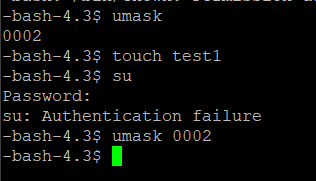 -bash-4.3$ umask
0002
-bash-4.3$ touch test1
-bash-4.3$ su
Password:
su: Authentication failure
-bash-4.3$ umask 0002
-bash-4.3$